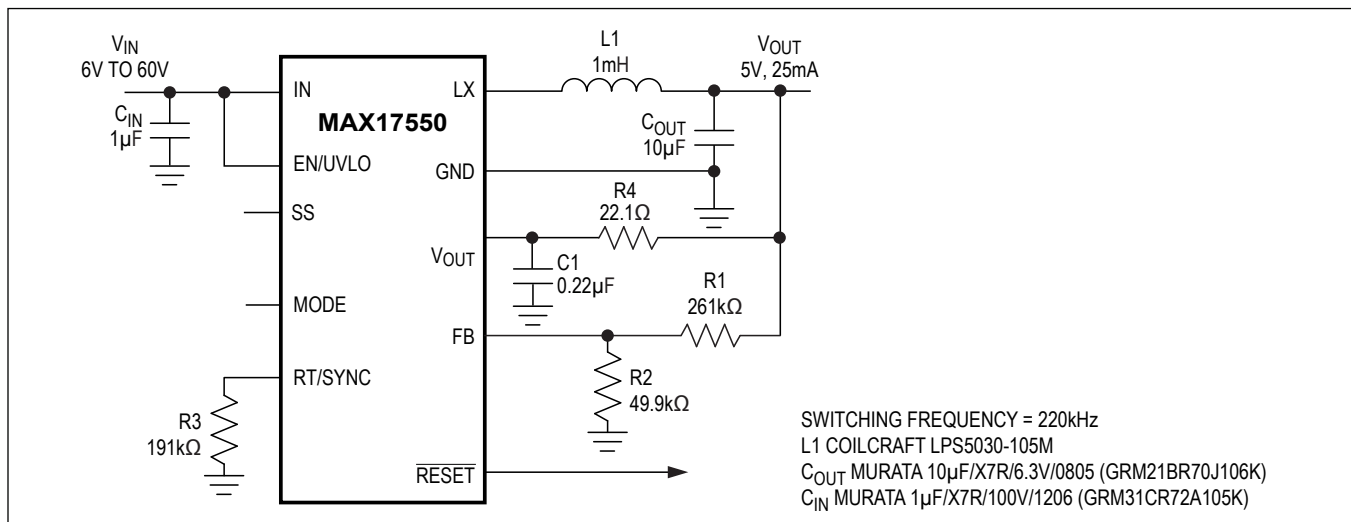 VIN
6V TO 60V
CIN
1µF
IN
EN/UVLO
SS
MODE
RT/SYNC
R3
191kΩ
MAX17550
LX
GND
VOUT
FB
RESET
L1
1mH
VOUT
5V, 25mA
COUT
10µF
R4
22.1Ω
C1
0.22µF
R1
261kΩ
R2
49.9kΩ
SWITCHING FREQUENCY = 220kHz
L1 COILCRAFT LPS5030-105M
COUT MURATA 10µF/X7R/6.3V/0805 (GRM21BR70J106K)
CIN MURATA 1µF/X7R/100V/1206 (GRM31CR72A105K)